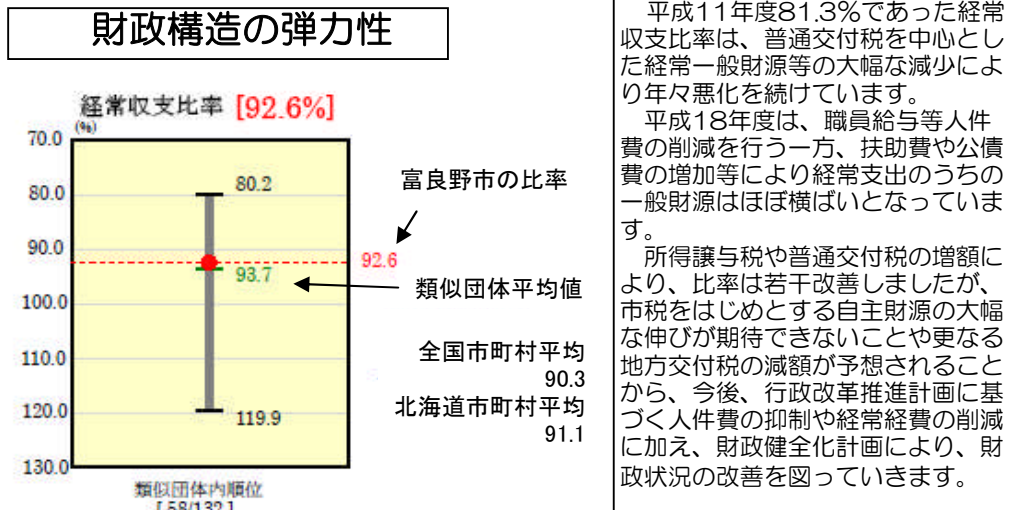 財政構造の弾力性
経常収支比率 [92.6%]
(%)
70.0
80.0
90.0
100.0
110.0
120.0
130.0
80.2
93.7
119.9
92.6
富良野市の比率
類似団体平均値
全国市町村平均
90.3
北海道市町村平均
91.1
類似団体内順位
[ 58/132 ]
平成11年度81.3%であった経常
収支比率は、普通交付税を中心とし
た経常一般財源等の大幅な減少によ
り年々悪化を続けています。
平成18年度は、職員給与等人件
費の削減を行う一方、扶助費や公債
費の増加等により経常支出のうちの
一般財源はほぼ横ばいとなっていま
す。
所得譲与税や普通交付税の増額に
より、比率は若干改善しましたが、
市税をはじめとする自主財源の大幅
な伸びが期待できないことや更なる
地方交付税の減額が予想されること
から、今後、行政改革推進計画に基
づく人件費の抑制や経常経費の削減
に加え、財政健全化計画により、財
政状況の改善を図っていきます。